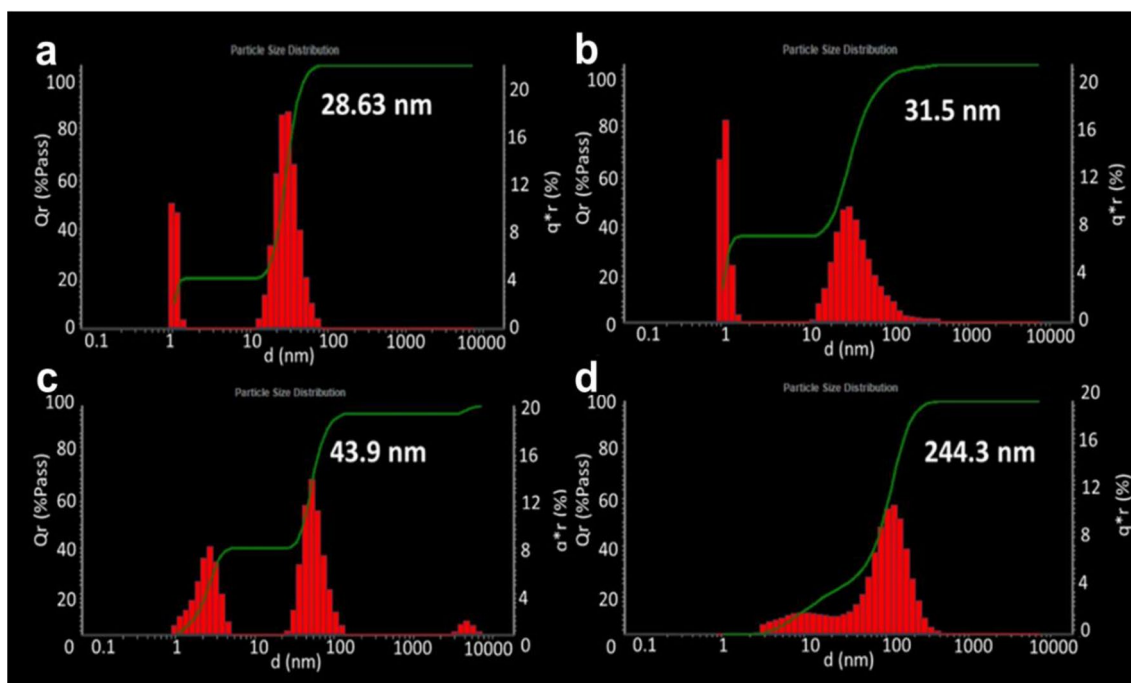 a
Particle Size Distribution
100
80
60
40
20
0
Qr (%Pass)
28.63 nm
20
16
12
8
4
0
q*r (%)
0.1 1 10 100 1000 10000
d (nm)
b
Particle Size Distribution
100
80
60
40
20
0
Qr (%Pass)
31.5 nm
20
16
12
8
4
0
q*r (%)
0.1 1 10 100 1000 10000
d (nm)
c
Particle Size Distribution
100
80
60
40
20
0
Qr (%Pass)
43.9 nm
20
16
12
8
4
0
q*r (%)
0.1 1 10 100 1000 10000
d (nm)
d
Particle Size Distribution
100
80
60
40
20
0
Qr (%Pass)
244.3 nm
20
16
12
8
4
0
q*r (%)
0.1 1 10 100 1000 10000
d (nm)